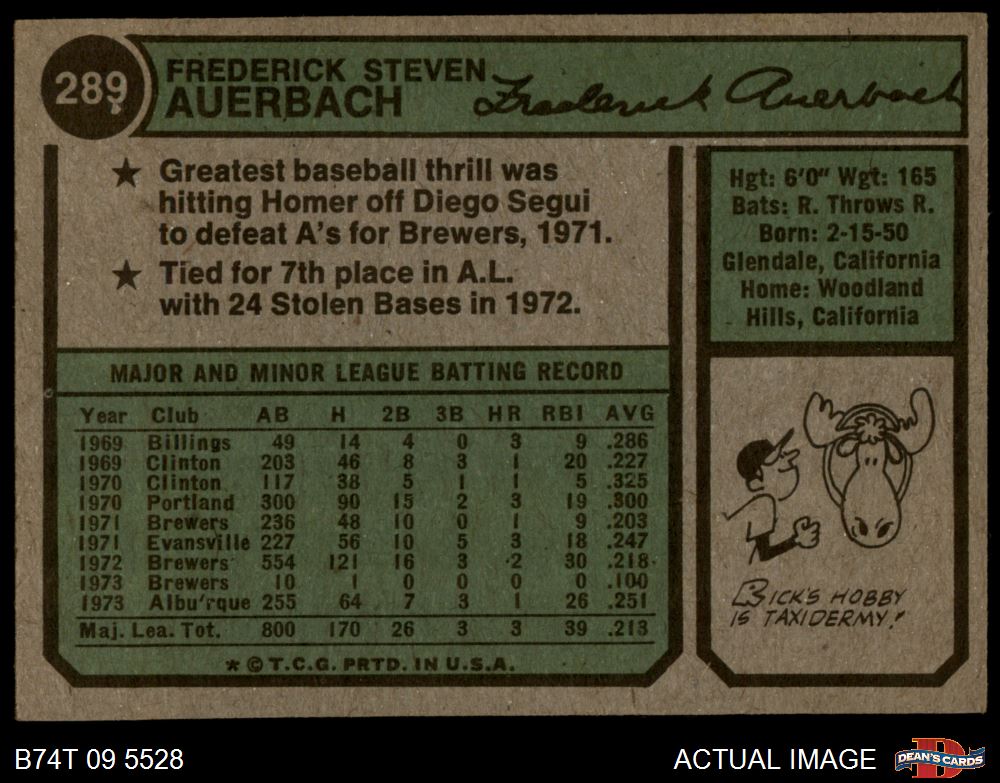 289
FREDERICK STEVEN
AUERBACH
Frederick Auerbach
★ Greatest baseball thrill was
hitting Homer off Diego Segui
to defeat A's for Brewers, 1971.
★ Tied for 7th place in A.L.
with 24 Stolen Bases in 1972.
Hgt: 6'0" Wgt: 165
Bats: R. Throws R.
Born: 2-15-50
Glendale, California
Home: Woodland
Hills, California
MAJOR AND MINOR LEAGUE BATTING RECORD
Year Club AB H 2B 3B HR RBI AVG
1969 Billings 49 14 4 0 3 9 .286
1969 Clinton 203 46 8 3 1 20 .227
1970 Clinton 117 38 5 1 1 5 .325
1970 Portland 300 90 15 2 3 19 .300
1971 Brewers 236 48 10 0 1 9 .203
1971 Evansville 227 56 10 5 3 18 .247
1972 Brewers 554 121 16 3 2 30 .218
1973 Brewers 10 1 0 0 0 0 .100
1973 Albu'rque 255 64 7 3 1 26 .251
Maj. Lea. Tot. 800 170 26 3 3 39 .213
★ © T.C.G. PRTD. IN U.S.A.
RICK'S HOBBY
IS TAXIDERMY!
B74T 09 5528
ACTUAL IMAGE
D
DEAN'S CARDS